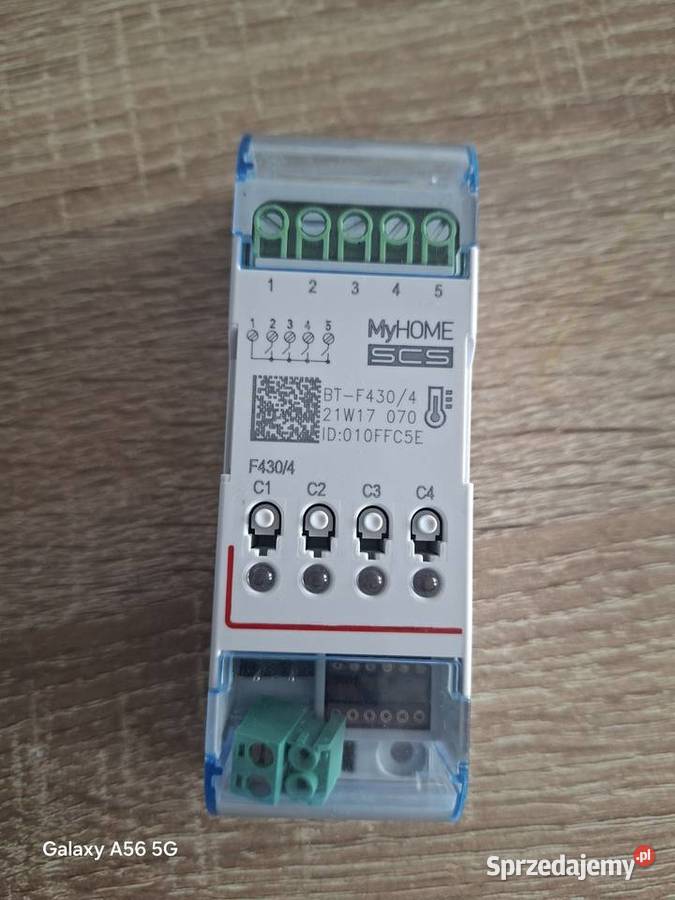 1 2 3 4 5
1 2 3 4 5
MyHOME
SCS
BT-F430/4
21W17 070
ID:010FFC5E
F430/4
C1 C2 C3 C4
Galaxy A56 5G
Sprzedajemy.pl